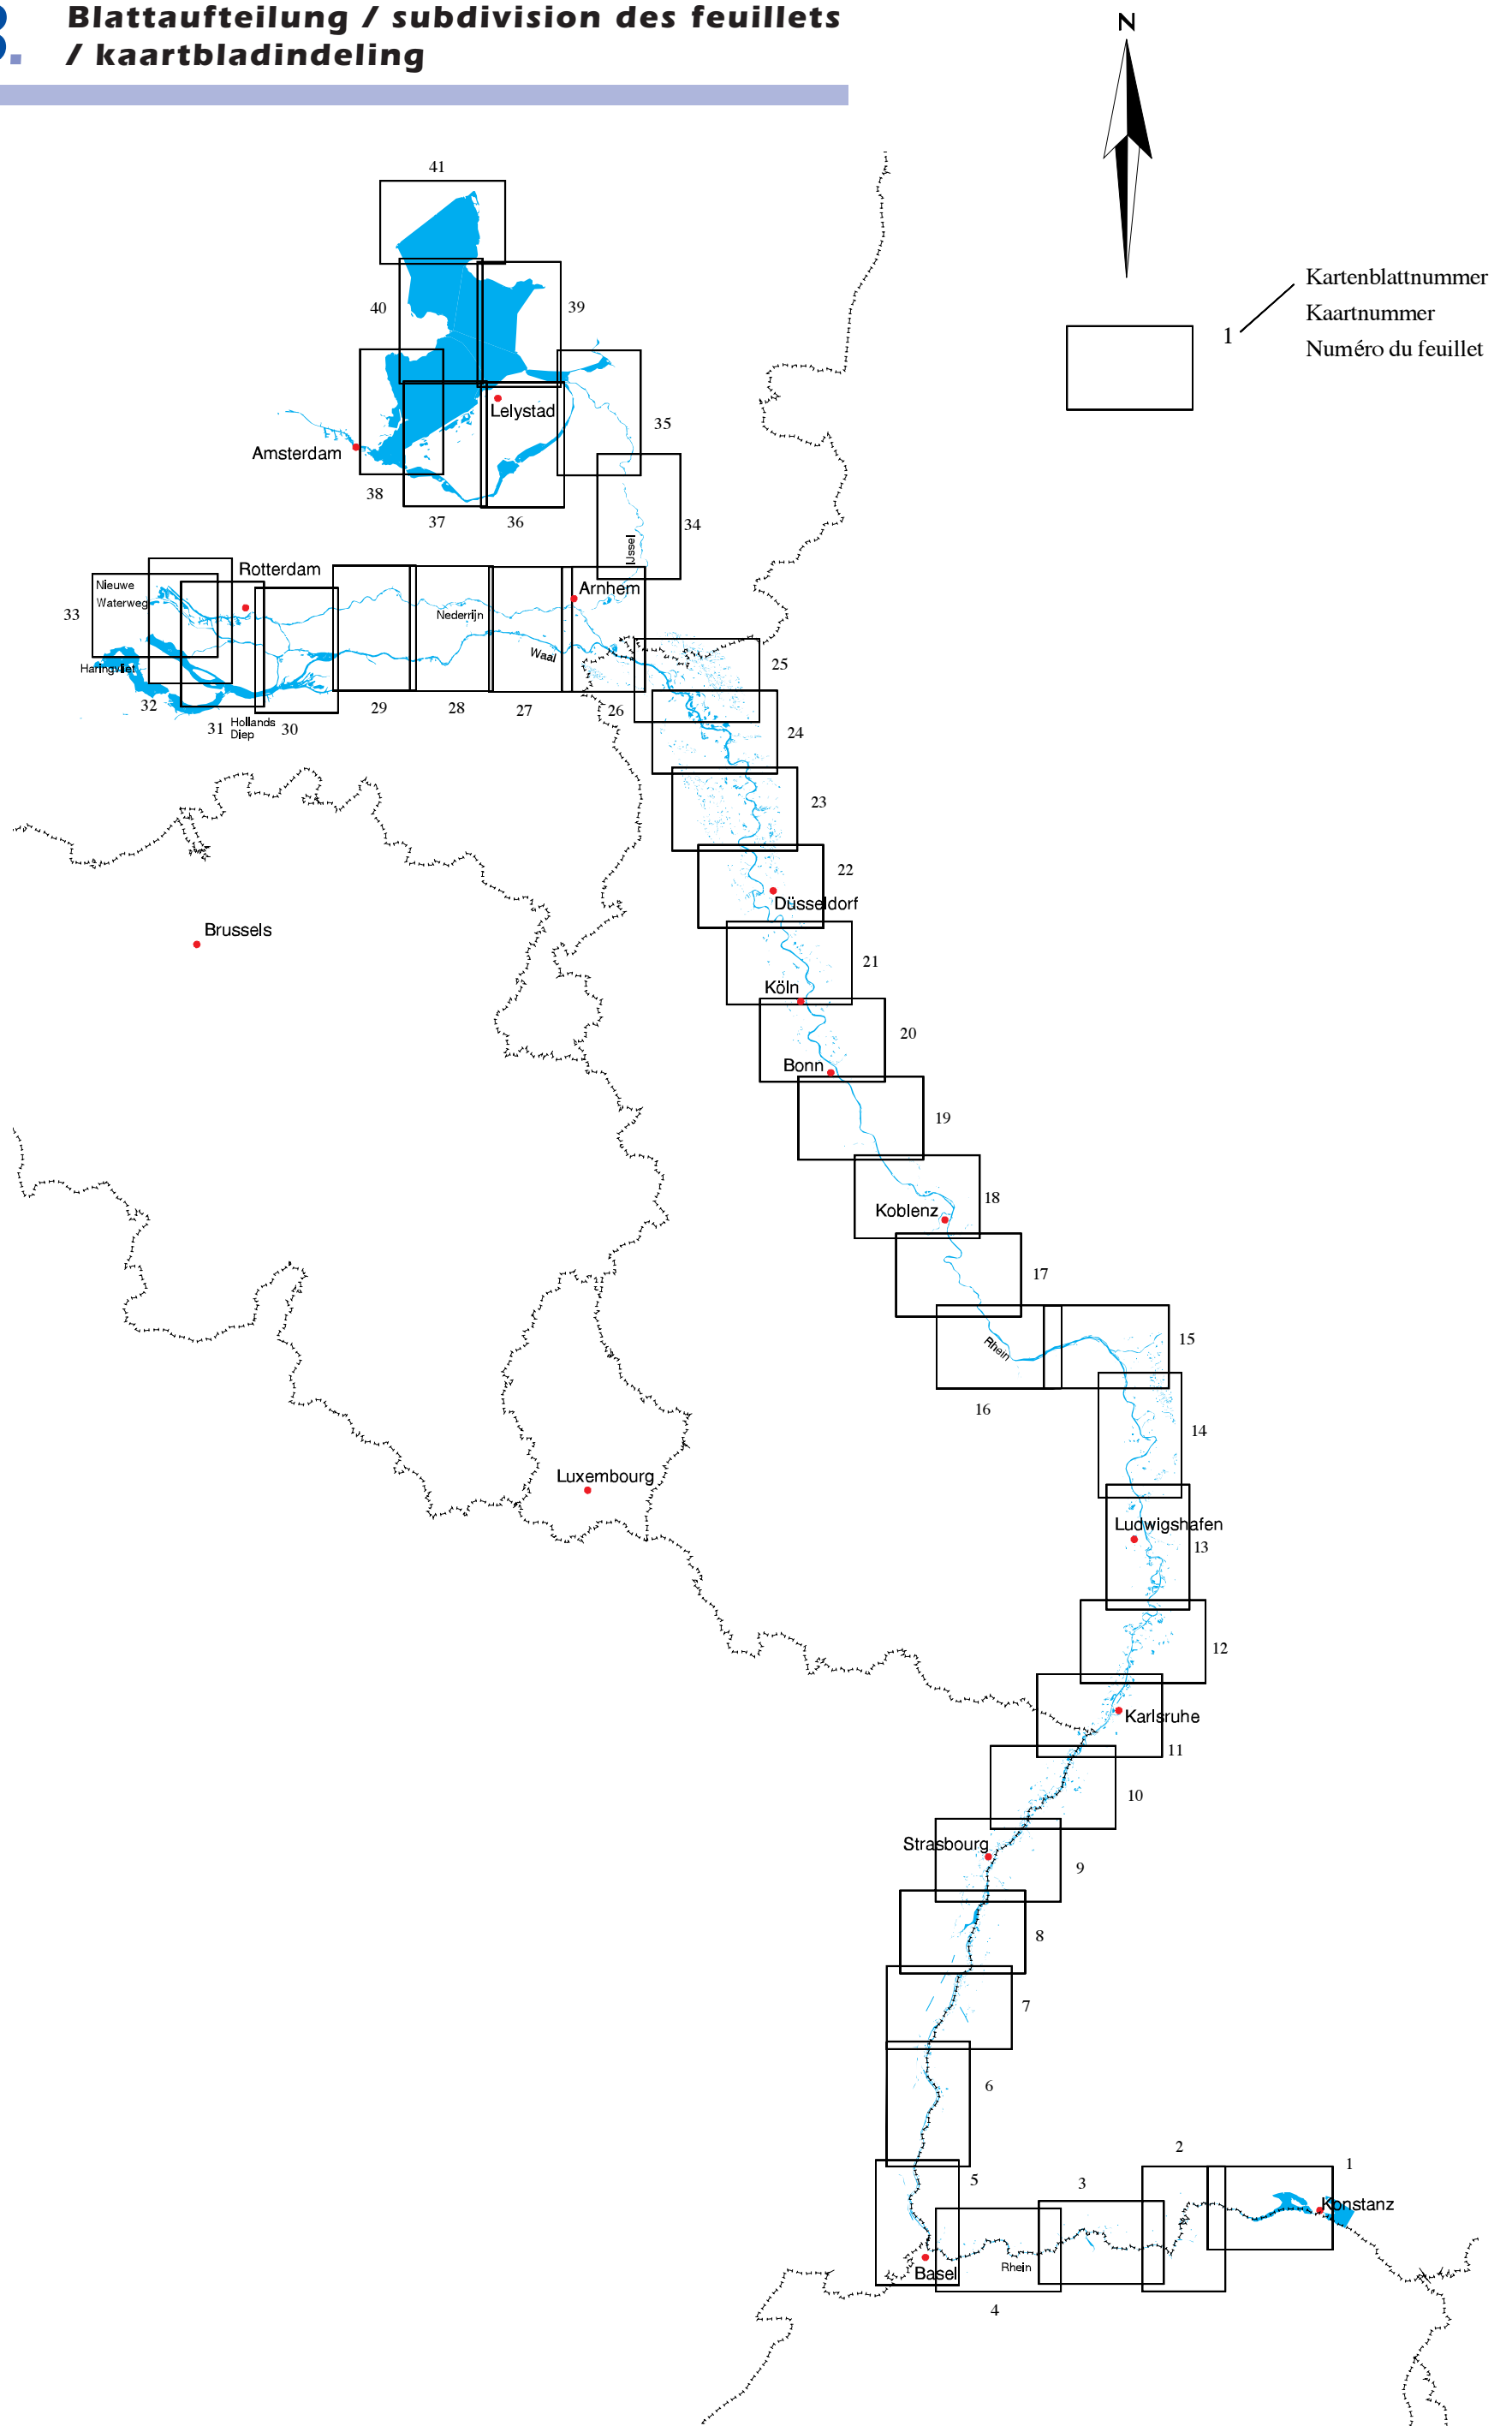 3. Blattaufteilung / subdivision des feuillets
/ kaartbladindeling
N
Kartenblattnummer
Kaartnummer
Numéro du feuillet
1
41
40
39
Lelystad
35
Amsterdam
38
37
36
34
IJssel
Rotterdam
Arnhem
Nieuwe
Waterweg
33
Nederrijn
Waal
Haringvliet
25
32
31
Hollands
Diep
30
29
28
27
26
24
23
22
Düsseldorf
Brussels
21
Köln
20
Bonn
19
18
Koblenz
17
15
Rhein
16
14
Luxembourg
Ludwigshafen
13
12
Karlsruhe
11
10
Strasbourg
9
8
7
6
2
1
5
3
Konstanz
Rhein
Basel
4